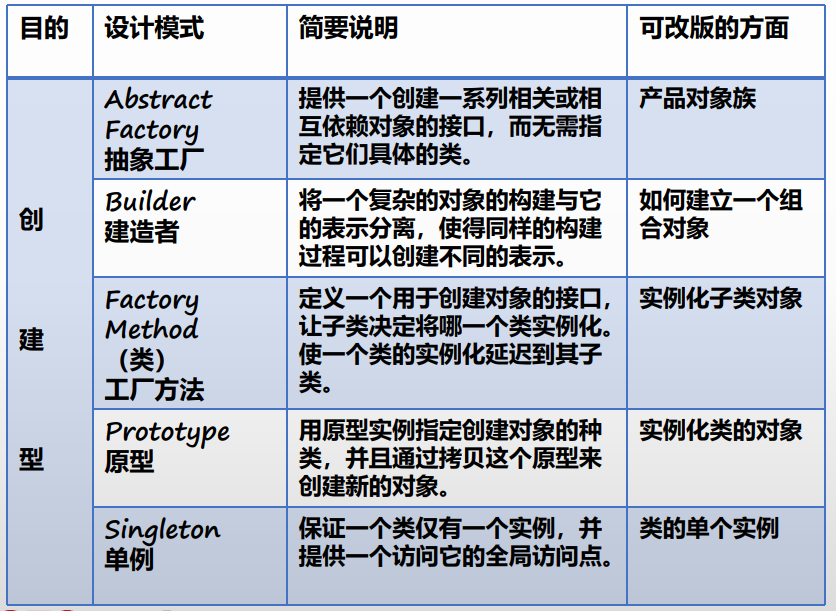 目的
设计模式
简要说明
可改版的方面
创
建
型
Abstract
Factory
抽象工厂
提供一个创建一系列相关或相
互依赖对象的接口，而无需指
定它们具体的类。
产品对象族
Builder
建造者
将一个复杂的对象的构建与它
的表示分离，使得同样的构建
过程可以创建不同的表示。
如何建立一个组
合对象
Factory
Method
（类）
工厂方法
定义一个用于创建对象的接口，
让子类决定将哪一个类实例化。
使一个类的实例化延迟到其子
类。
实例化子类对象
Prototype
原型
用原型实例指定创建对象的种
类，并且通过拷贝这个原型来
创建新的对象。
实例化类的对象
Singleton
单例
保证一个类仅有一个实例，并
提供一个访问它的全局访问点。
类的单个实例